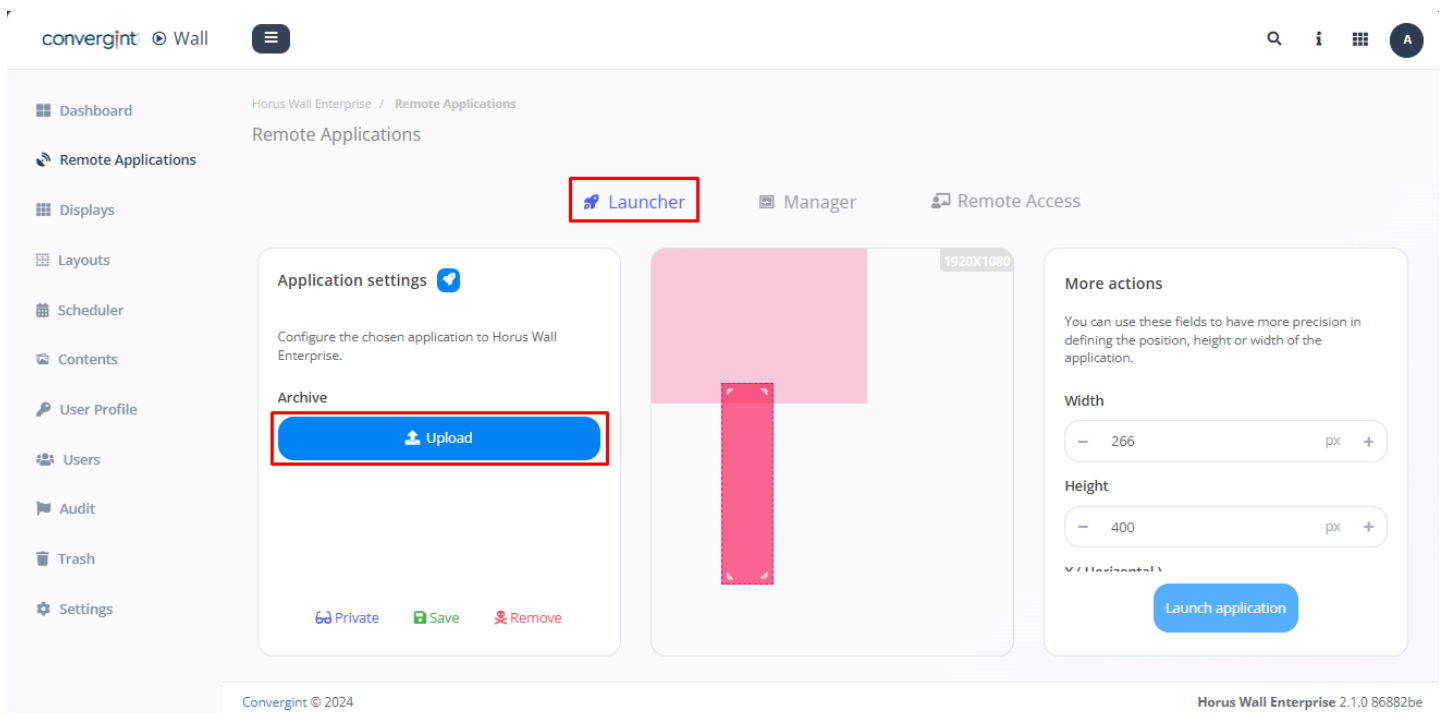 convergint Wall
A
Dashboard
Remote Applications
Displays
Layouts
Scheduler
Contents
User Profile
Users
Audit
Trash
Settings
Horus Wall Enterprise / Remote Applications
Remote Applications
Launcher
Manager
Remote Access
Application settings
Configure the chosen application to Horus Wall
Enterprise.
Archive
Upload
Private
Save
Remove
1920X1080
More actions
You can use these fields to have more precision in
defining the position, height or width of the
application.
Width
− 266 px +
Height
− 400 px +
X ( Horizontal )
Launch application
Convergint © 2024
Horus Wall Enterprise 2.1.0 86882be